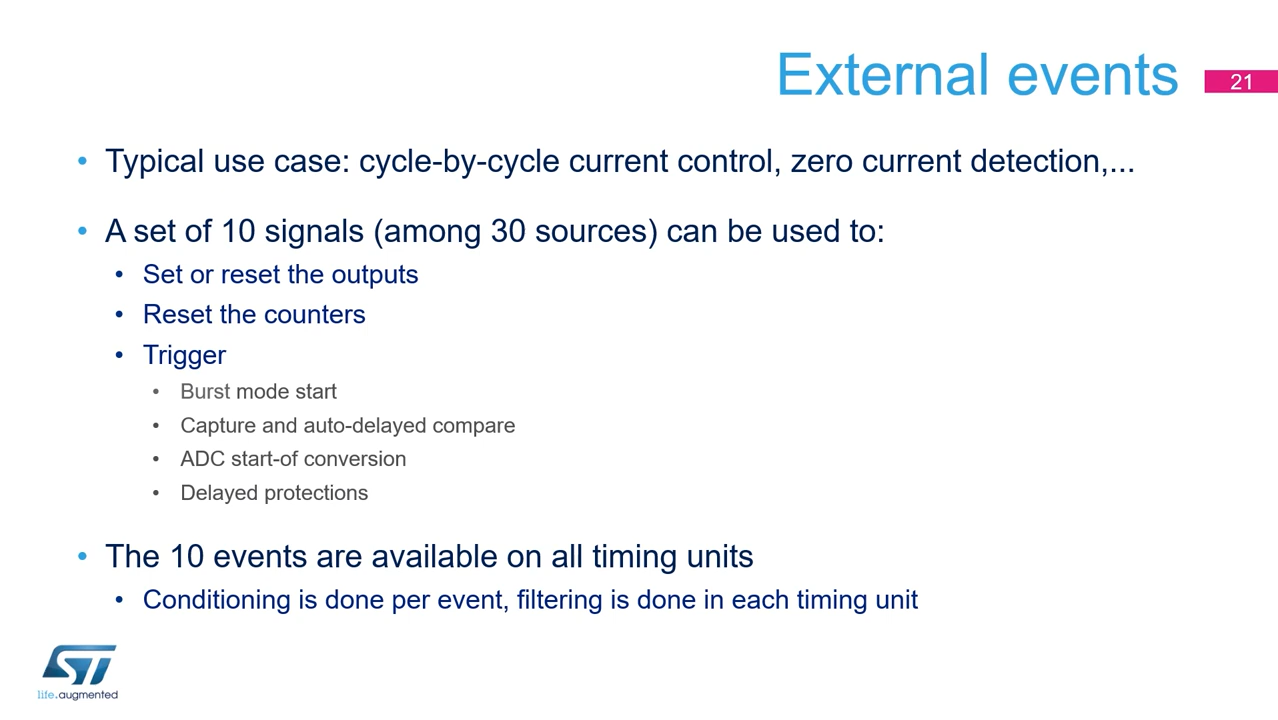 External events
21
• Typical use case: cycle-by-cycle current control, zero current detection,...
• A set of 10 signals (among 30 sources) can be used to:
• Set or reset the outputs
• Reset the counters
• Trigger
• Burst mode start
• Capture and auto-delayed compare
• ADC start-of conversion
• Delayed protections
• The 10 events are available on all timing units
• Conditioning is done per event, filtering is done in each timing unit
ST
life.augmented